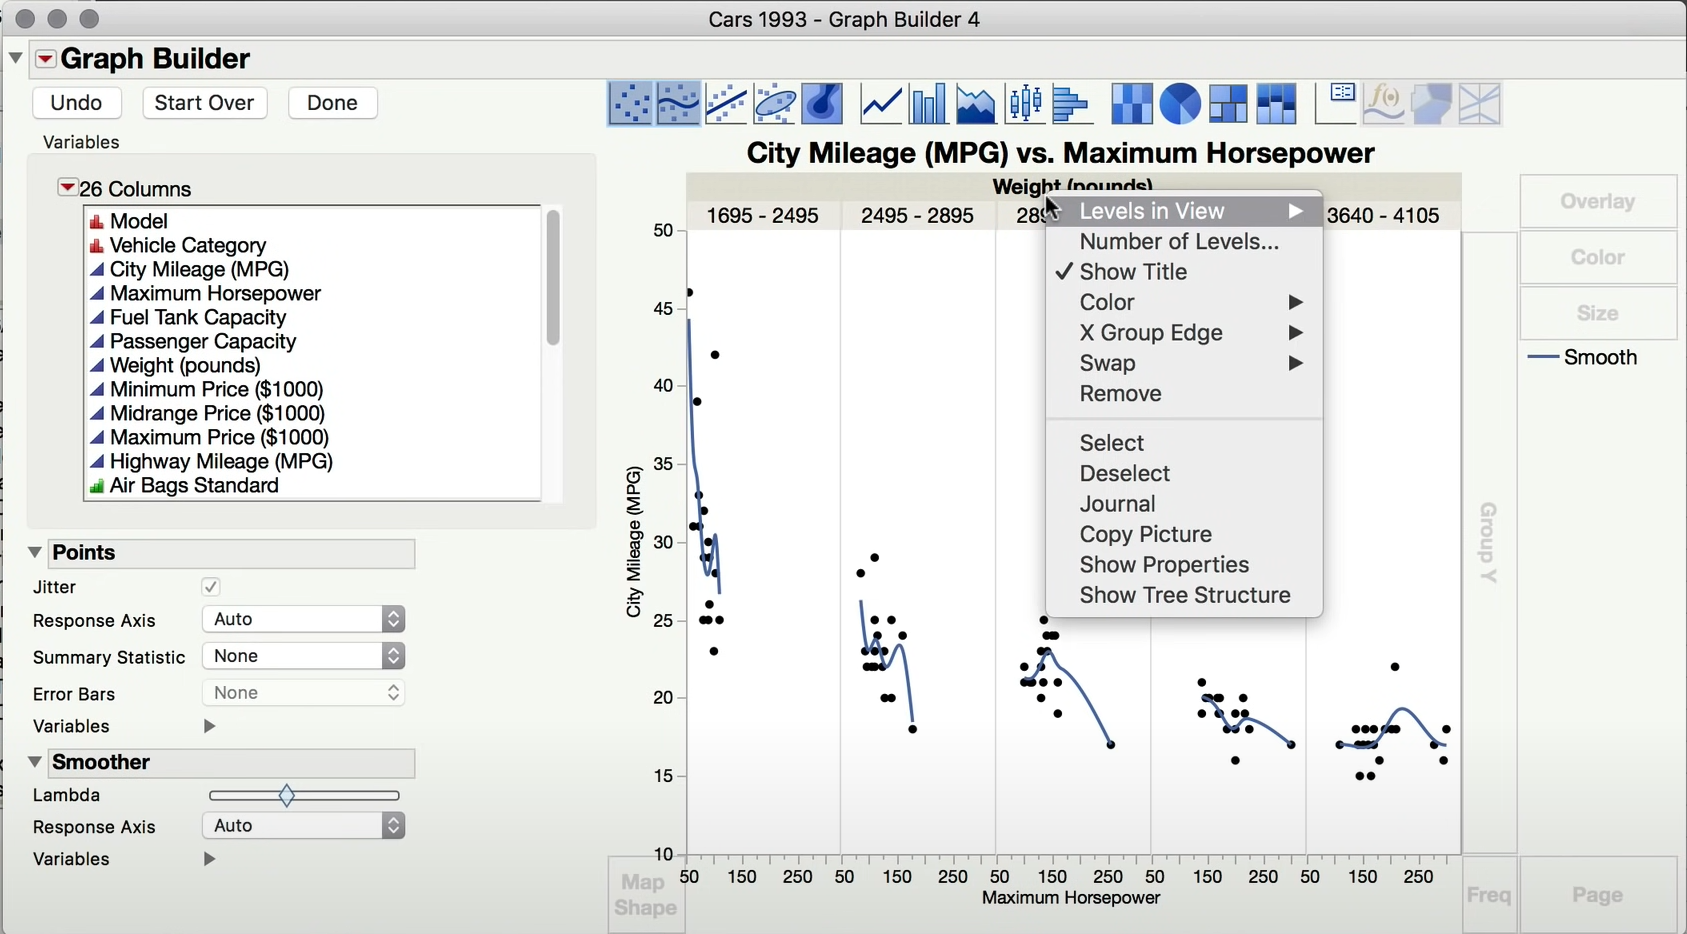 Cars 1993 - Graph Builder 4
Graph Builder
Undo
Start Over
Done
Variables
26 Columns
Model
Vehicle Category
City Mileage (MPG)
Maximum Horsepower
Fuel Tank Capacity
Passenger Capacity
Weight (pounds)
Minimum Price ($1000)
Midrange Price ($1000)
Maximum Price ($1000)
Highway Mileage (MPG)
Air Bags Standard
Points
Jitter
Response Axis
Auto
Summary Statistic
None
Error Bars
None
Variables
Smoother
Lambda
Response Axis
Auto
Variables
City Mileage (MPG) vs. Maximum Horsepower
Weight (pounds)
1695 - 2495
2495 - 2895
3640 - 4105
Levels in View
Number of Levels...
Show Title
Color
X Group Edge
Swap
Remove
Select
Deselect
Journal
Copy Picture
Show Properties
Show Tree Structure
50
45
40
35
30
25
20
15
10
City Mileage (MPG)
50 150 250 50 150 250 50 150 250 50 150 250 50 150 250
Maximum Horsepower
Map
Shape
Group Y
Overlay
Color
Size
Smooth
Freq
Page